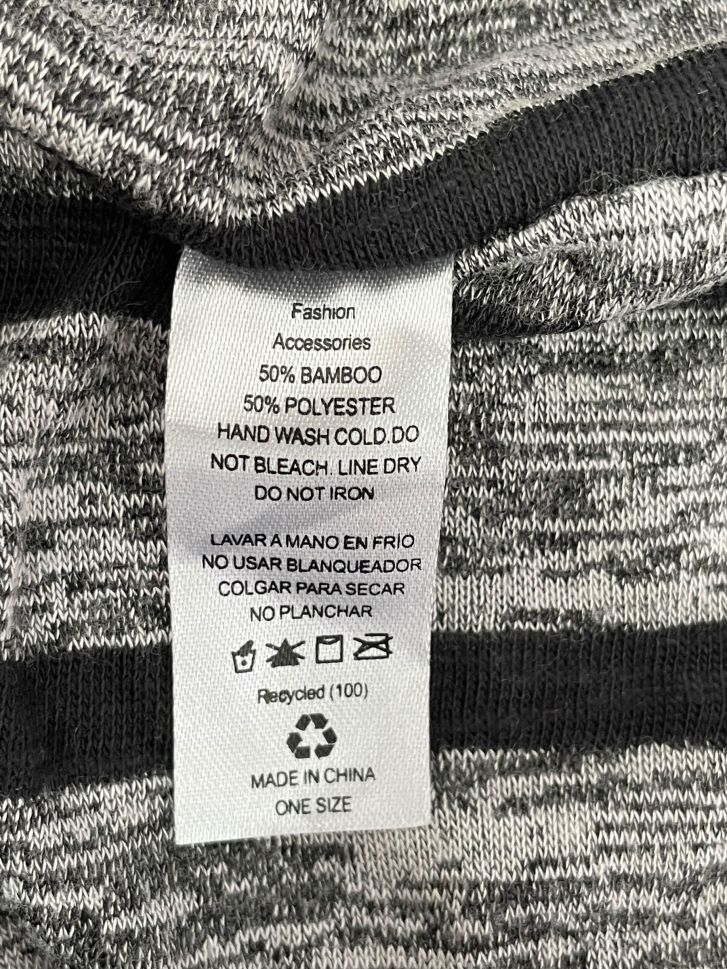 Fashion
Accessories
50% BAMBOO
50% POLYESTER
HAND WASH COLD.DO
NOT BLEACH. LINE DRY
DO NOT IRON
LAVAR A MANO EN FRIO
NO USAR BLANQUEADOR
COLGAR PARA SECAR
NO PLANCHAR
Recycled (100)
MADE IN CHINA
ONE SIZE